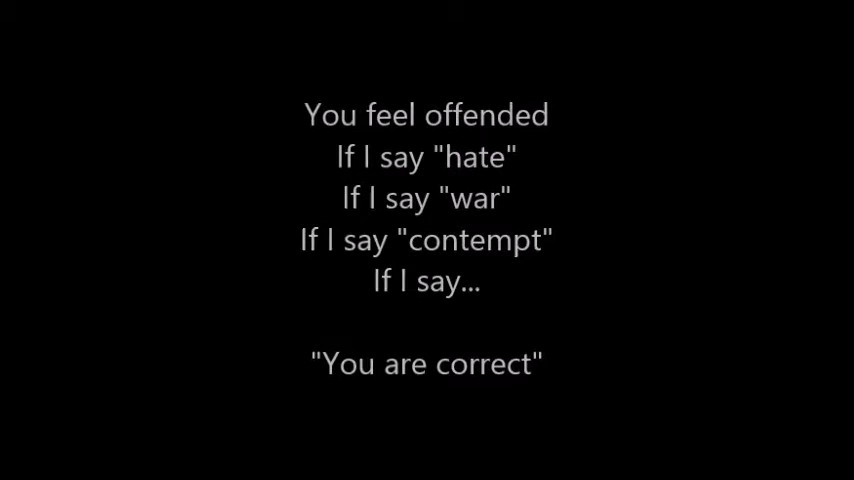 You feel offended
If I say "hate"
If I say "war"
If I say "contempt"
If I say...
"You are correct"